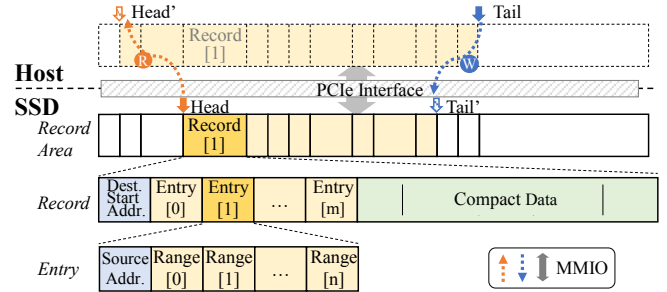 Head’ Tail
Record
[1]
R W
Host
PCIe Interface
SSD
Head Tail’
Record
Area
Record
[1]
Record
Dest.
Start
Addr.
Entry
[0]
Entry
[1]
...
Entry
[m]
Compact Data
Entry
Source
Addr.
Range
[0]
Range
[1]
...
Range
[n]
MMIO